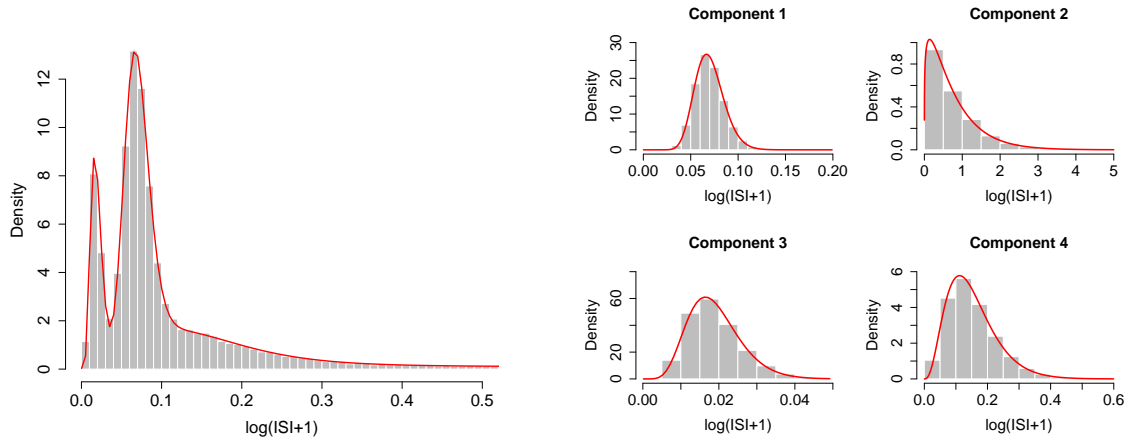 Density
0 2 4 6 8 10 12
0.0 0.1 0.2 0.3 0.4 0.5
log(ISI+1)
Component 1
Density
0 10 20 30
0.00 0.05 0.10 0.15 0.20
log(ISI+1)
Component 2
Density
0.0 0.4 0.8
0 1 2 3 4 5
log(ISI+1)
Component 3
Density
0 20 60
0.00 0.02 0.04
log(ISI+1)
Component 4
Density
0 2 4 6
0.0 0.2 0.4 0.6
log(ISI+1)